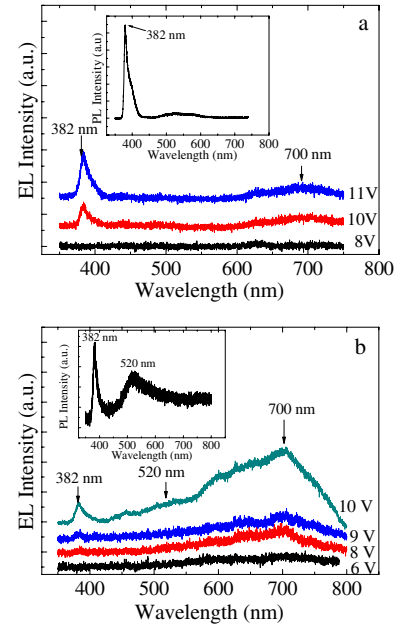 a
382 nm
PL Intensity (a.u.)
300 400 500 600 700 800
Wavelength (nm)
382 nm
700 nm
EL Intensity (a.u.)
11V
10V
8V
400 500 600 700 800
Wavelength (nm)
b
382 nm
520 nm
PL Intensity (a.u.)
400 500 600 700 800
Wavelength (nm)
700 nm
520 nm
382 nm
EL Intensity (a.u.)
10 V
9 V
8 V
6 V
400 500 600 700 800
Wavelength (nm)